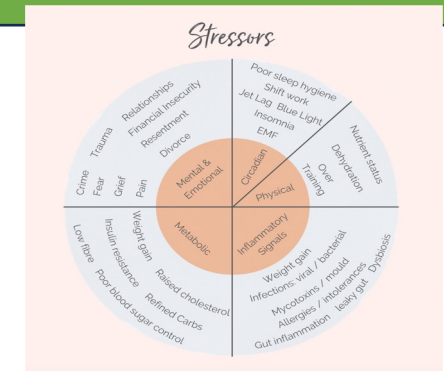 Stressors
Relationships
Financial Insecurity
Resentment
Divorce
Trauma
Crime
Fear
Grief
Pain
Mental &
Emotional
Poor sleep hygiene
Shift work
Jet Lag Blue Light
Insomnia
EMF
Circadian
Nutrient status
Dehydration
Over
Training
Physical
Metabolic
Weight gain
Insulin resistance
Low fibre
Poor blood sugar control
Raised cholesterol
Refined Carbs
Inflammatory
Signals
Weight gain
Infections: viral / bacterial
Mycotoxins / mould
Allergies / intolerances
Gut inflammation leaky gut Dysbiosis